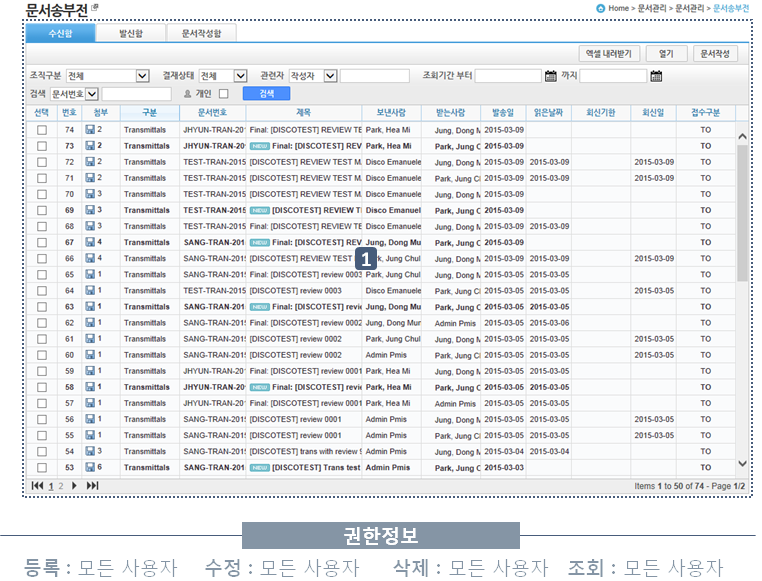 문서송부전
Home > 문서관리 > 문서관리 > 문서송부전
수신함 발신함 문서작성함
엑셀 내려받기 열기 문서작성
조직구분 전체 결재상태 전체 관련자 작성자 조회기간 부터 까지
검색 문서번호 개인 검색
선택 번호 첨부 구분 문서번호 제목 보낸사람 받는사람 발송일 읽은날짜 회신기한 회신일 접수구분
74 2 Transmittals JHYUN-TRAN-20 Final: [DISCOTEST] REVIEW TE Park, Hea Mi Jung, Dong M 2015-03-09 TO
73 2 Transmittals JHYUN-TRAN-20 NEW Final: [DISCOTEST] REV Park, Hea Mi Park, Jung C 2015-03-09 TO
72 2 Transmittals TEST-TRAN-2015 [DISCOTEST] REVIEW TEST M. Disco Emanuele Jung, Dong M 2015-03-09 2015-03-09 2015-03-09 TO
71 2 Transmittals TEST-TRAN-2015 [DISCOTEST] REVIEW TEST M. Disco Emanuele Park, Jung Cl 2015-03-09 2015-03-09 2015-03-09 TO
70 3 Transmittals TEST-TRAN-2015 Final: [DISCOTEST] REVIEW TE Disco Emanuele Jung, Dong M 2015-03-09 TO
69 3 Transmittals TEST-TRAN-2015 NEW [DISCOTEST] REVIEW T Disco Emanuel Park, Jung C 2015-03-09 TO
68 3 Transmittals TEST-TRAN-2015 Final: [DISCOTEST] REVIEW TE Disco Emanuele Jung, Dong M 2015-03-09 2015-03-09 TO
67 4 Transmittals SANG-TRAN-201 NEW Final: [DISCOTEST] REV Jung, Dong Mu Park, Jung C 2015-03-09 TO
66 4 Transmittals SANG-TRAN-2015 [DISCOTEST] REVIEW TEST 1 k, Jung Chul Jung, Dong M 2015-03-09 2015-03-09 TO
65 1 Transmittals SANG-TRAN-2015 Final: [DISCOTEST] review 0003 Park, Jung Chul Jung, Dong M 2015-03-05 2015-03-05 TO
64 1 Transmittals TEST-TRAN-2015 [DISCOTEST] review 0003 Disco Emanuele Park, Jung Cl 2015-03-05 2015-03-05 TO
63 1 Transmittals SANG-TRAN-201 NEW Final: [DISCOTEST] revie Jung, Dong Mu Park, Jung C 2015-03-05 2015-03-05 TO
62 1 Transmittals SANG-TRAN-2015 Final: [DISCOTEST] review 0002 Jung, Dong Mun Admin Pmis 2015-03-05 2015-03-06 TO
61 1 Transmittals SANG-TRAN-2015 [DISCOTEST] review 0002 Park, Jung Chul Jung, Dong M 2015-03-05 2015-03-05 2015-03-05 TO
60 1 Transmittals SANG-TRAN-2015 [DISCOTEST] review 0002 Admin Pmis Park, Jung Cl 2015-03-05 2015-03-05 2015-03-05 TO
59 1 Transmittals JHYUN-TRAN-20 Final: [DISCOTEST] review 0001 Park, Hea Mi Jung, Dong M 2015-03-05 2015-03-05 TO
58 1 Transmittals JHYUN-TRAN-20 NEW Final: [DISCOTEST] revie Park, Hea Mi Park, Jung C 2015-03-05 2015-03-05 TO
57 1 Transmittals JHYUN-TRAN-20 Final: [DISCOTEST] review 0001 Park, Hea Mi Admin Pmis 2015-03-05 2015-03-05 TO
56 1 Transmittals SANG-TRAN-2015 [DISCOTEST] review 0001 Admin Pmis Jung, Dong M 2015-03-05 2015-03-05 2015-03-05 TO
55 1 Transmittals SANG-TRAN-2015 [DISCOTEST] review 0001 Admin Pmis Park, Jung Cl 2015-03-05 2015-03-05 2015-03-05 TO
54 3 Transmittals SANG-TRAN-2015 [DISCOTEST] trans with review 9 Admin Pmis Jung, Dong M 2015-03-04 2015-03-04 TO
53 6 Transmittals SANG-TRAN-201 NEW [DISCOTEST] Trans test Admin Pmis Park, Jung C 2015-03-03 TO
1 2 Items 1 to 50 of 74 - Page 1/2
권한정보
등록 : 모든 사용자 수정 : 모든 사용자 삭제 : 모든 사용자 조회 : 모든 사용자